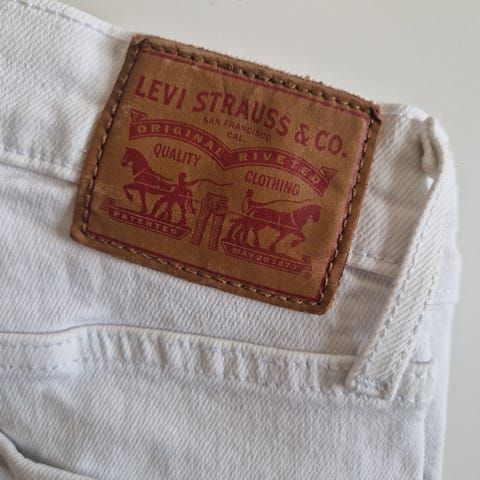 LEVI STRAUSS & CO.
SAN FRANCISCO
CAL.
ORIGINAL RIVETED
QUALITY CLOTHING
PATENTED MAY 20 1873